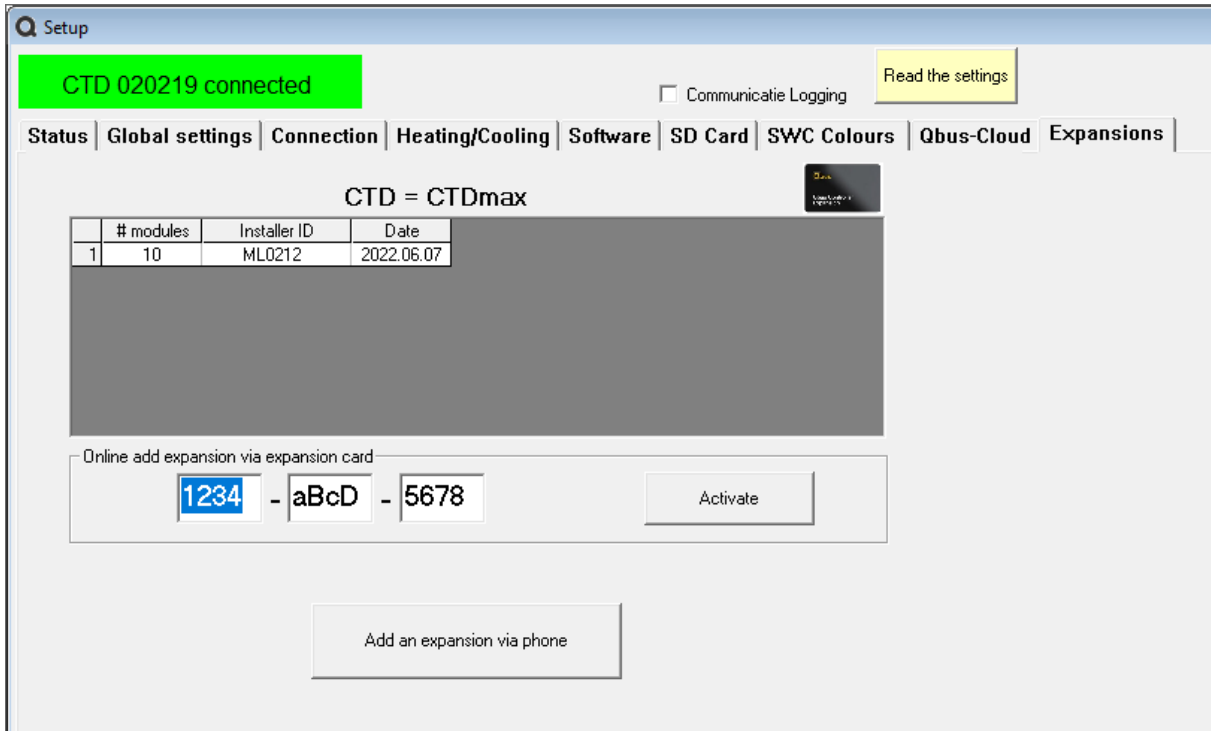 Setup
CTD 020219 connected
Communicatie Logging
Read the settings
Status Global settings Connection Heating/Cooling Software SD Card SWC Colours Qbus-Cloud Expansions
CTD = CTDmax
# modules Installer ID Date
1 10 ML0212 2022.06.07
Online add expansion via expansion card
1234 - aBcD - 5678
Activate
Add an expansion via phone